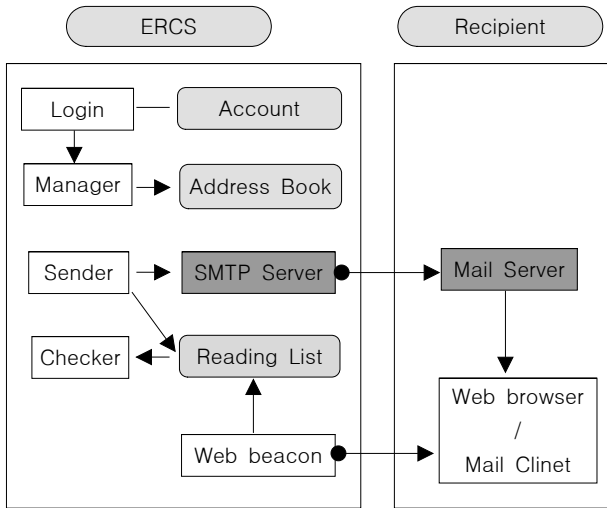 ERCS
Recipient
Login
Account
Manager
Address Book
Sender
SMTP Server
Mail Server
Checker
Reading List
Web browser
/
Mail Clinet
Web beacon